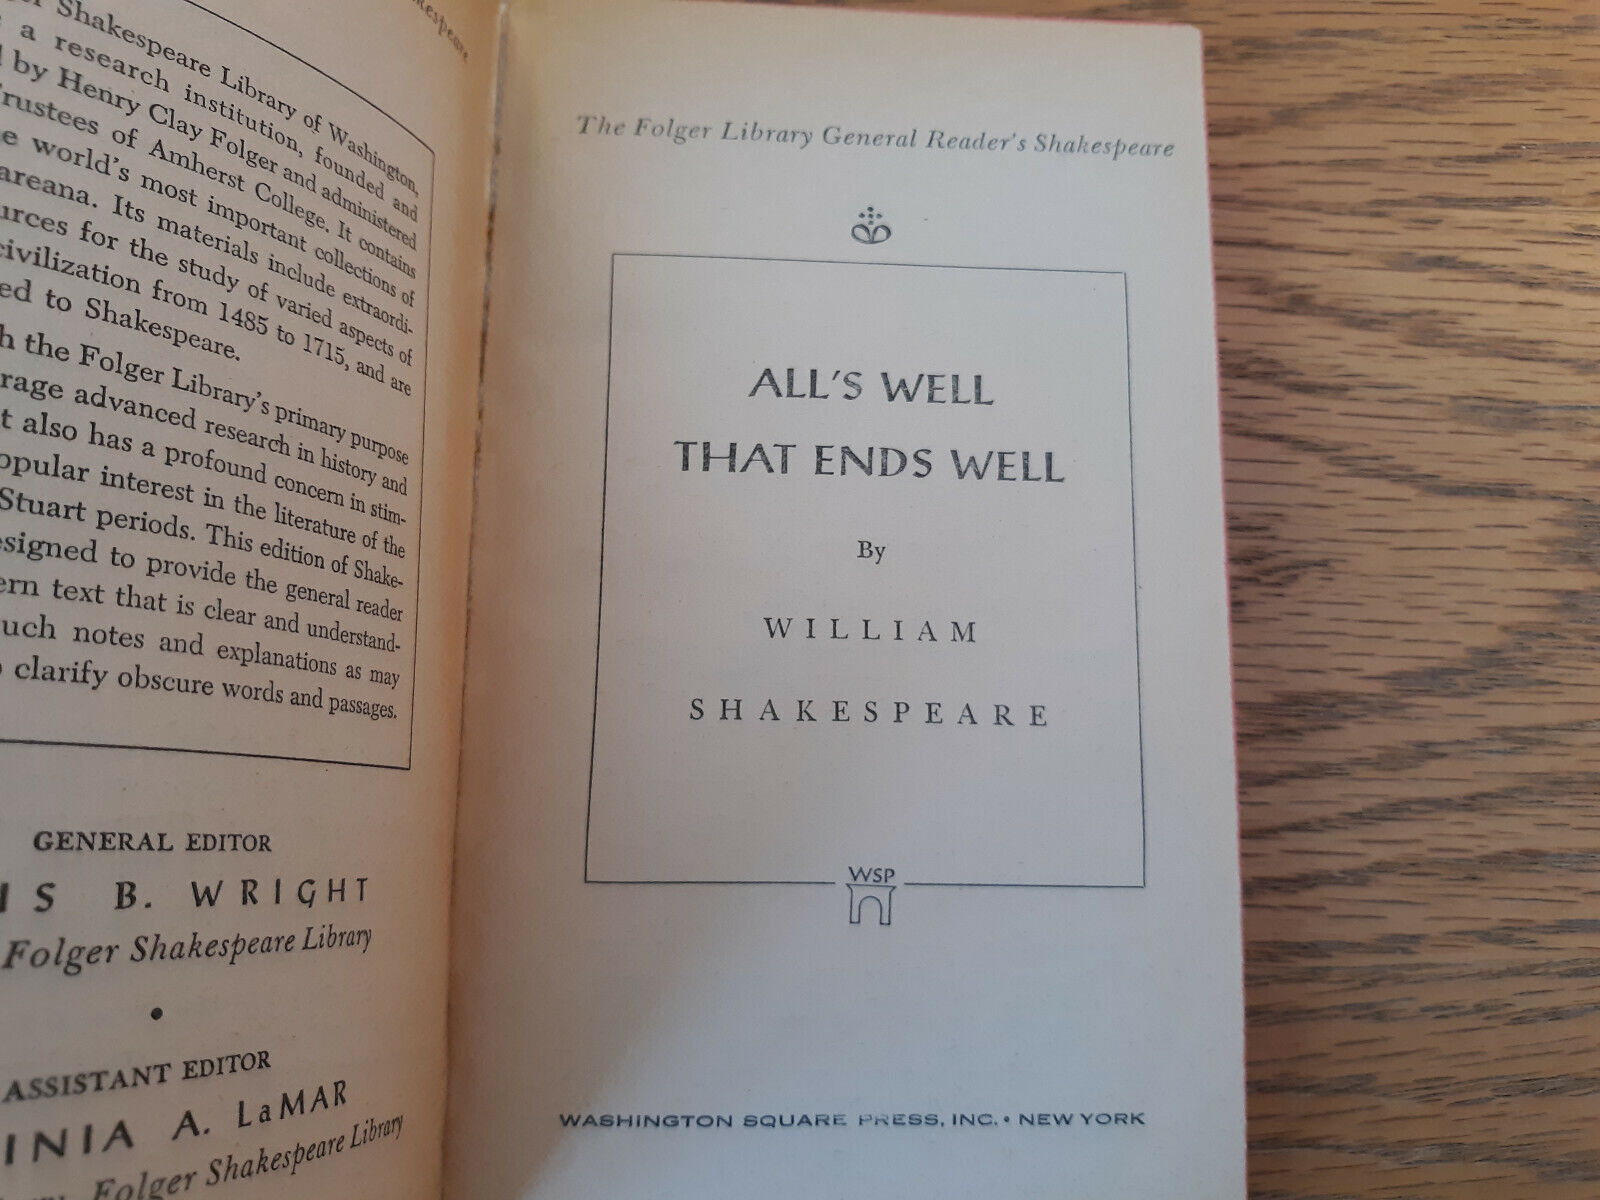 kespeare
Shakespeare Library of Washington,
a research institution, founded and
by Henry Clay Folger and administered
rustees of Amherst College. It contains
e world's most important collections of
areana. Its materials include extraordi-
urces for the study of varied aspects of
civilization from 1485 to 1715, and are
ed to Shakespeare.
h the Folger Library's primary purpose
rage advanced research in history and
t also has a profound concern in stim-
opular interest in the literature of the
Stuart periods. This edition of Shake-
esigned to provide the general reader
ern text that is clear and understand-
uch notes and explanations as may
clarify obscure words and passages.
GENERAL EDITOR
IS B. WRIGHT
Folger Shakespeare Library
•
ASSISTANT EDITOR
INIA A. LaMAR
Folger Shakespeare Library
The Folger Library General Reader's Shakespeare
ALL'S WELL
THAT ENDS WELL
By
WILLIAM
SHAKESPEARE
WSP
WASHINGTON SQUARE PRESS, INC. • NEW YORK